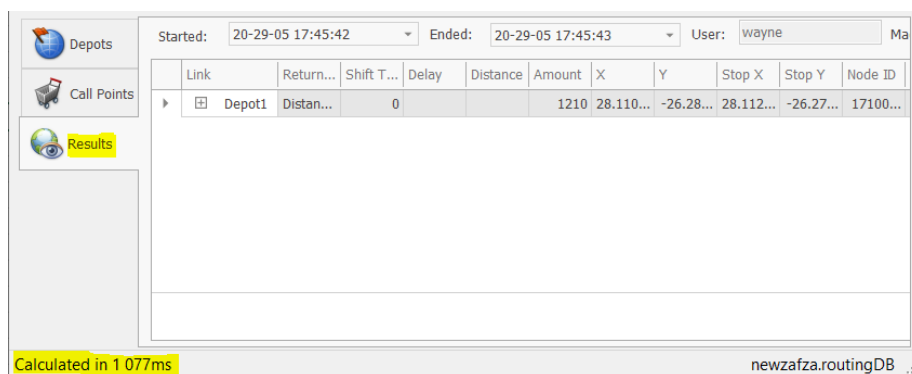 Depots
Call Points
Results
Started: 20-29-05 17:45:42 Ended: 20-29-05 17:45:43 User: wayne Ma
Link Return... Shift T... Delay Distance Amount X Y Stop X Stop Y Node ID
Depot1 Distan... 0 1210 28.110... -26.28... 28.112... -26.27... 17100...
Calculated in 1 077ms newzafza.routingDB